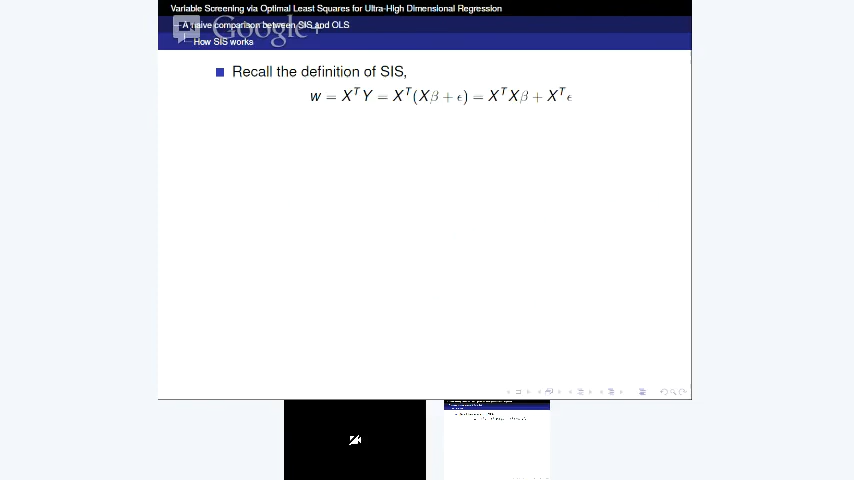 Variable Screening via Optimal Least Squares for Ultra-High Dimensional Regression
A naive comparison between SIS and OLS
Google+
How SIS works
Recall the definition of SIS,
w = X^T Y = X^T (Xβ + ϵ) = X^T Xβ + X^T ϵ